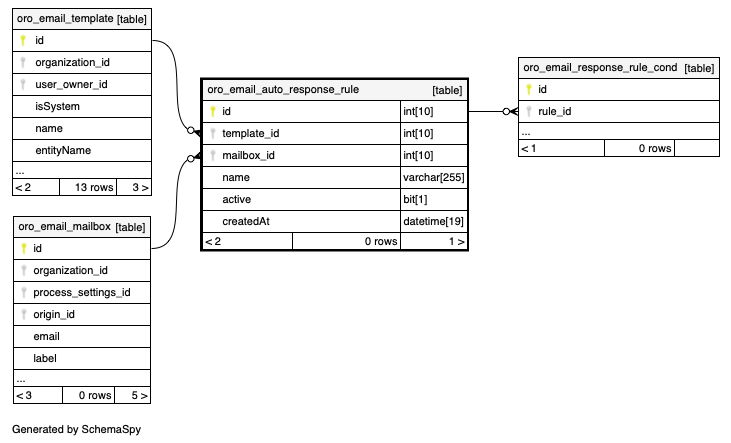 oro_email_template [table]
id
organization_id
user_owner_id
isSystem
name
entityName
...
< 2 13 rows 3 >
oro_email_mailbox [table]
id
organization_id
process_settings_id
origin_id
email
label
...
< 3 0 rows 5 >
oro_email_auto_response_rule [table]
id int[10]
template_id int[10]
mailbox_id int[10]
name varchar[255]
active bit[1]
createdAt datetime[19]
< 2 0 rows 1 >
oro_email_response_rule_cond [table]
id
rule_id
...
< 1 0 rows
Generated by SchemaSpy